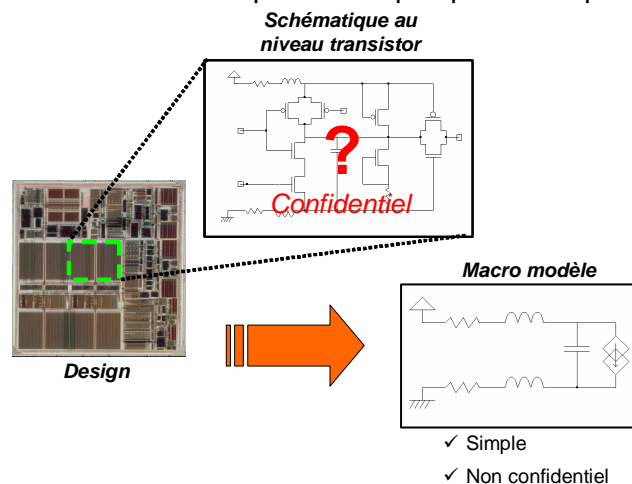 Schématique au
niveau transistor
?
Confidentiel
Design
Macro modèle
✓ Simple
✓ Non confidentiel